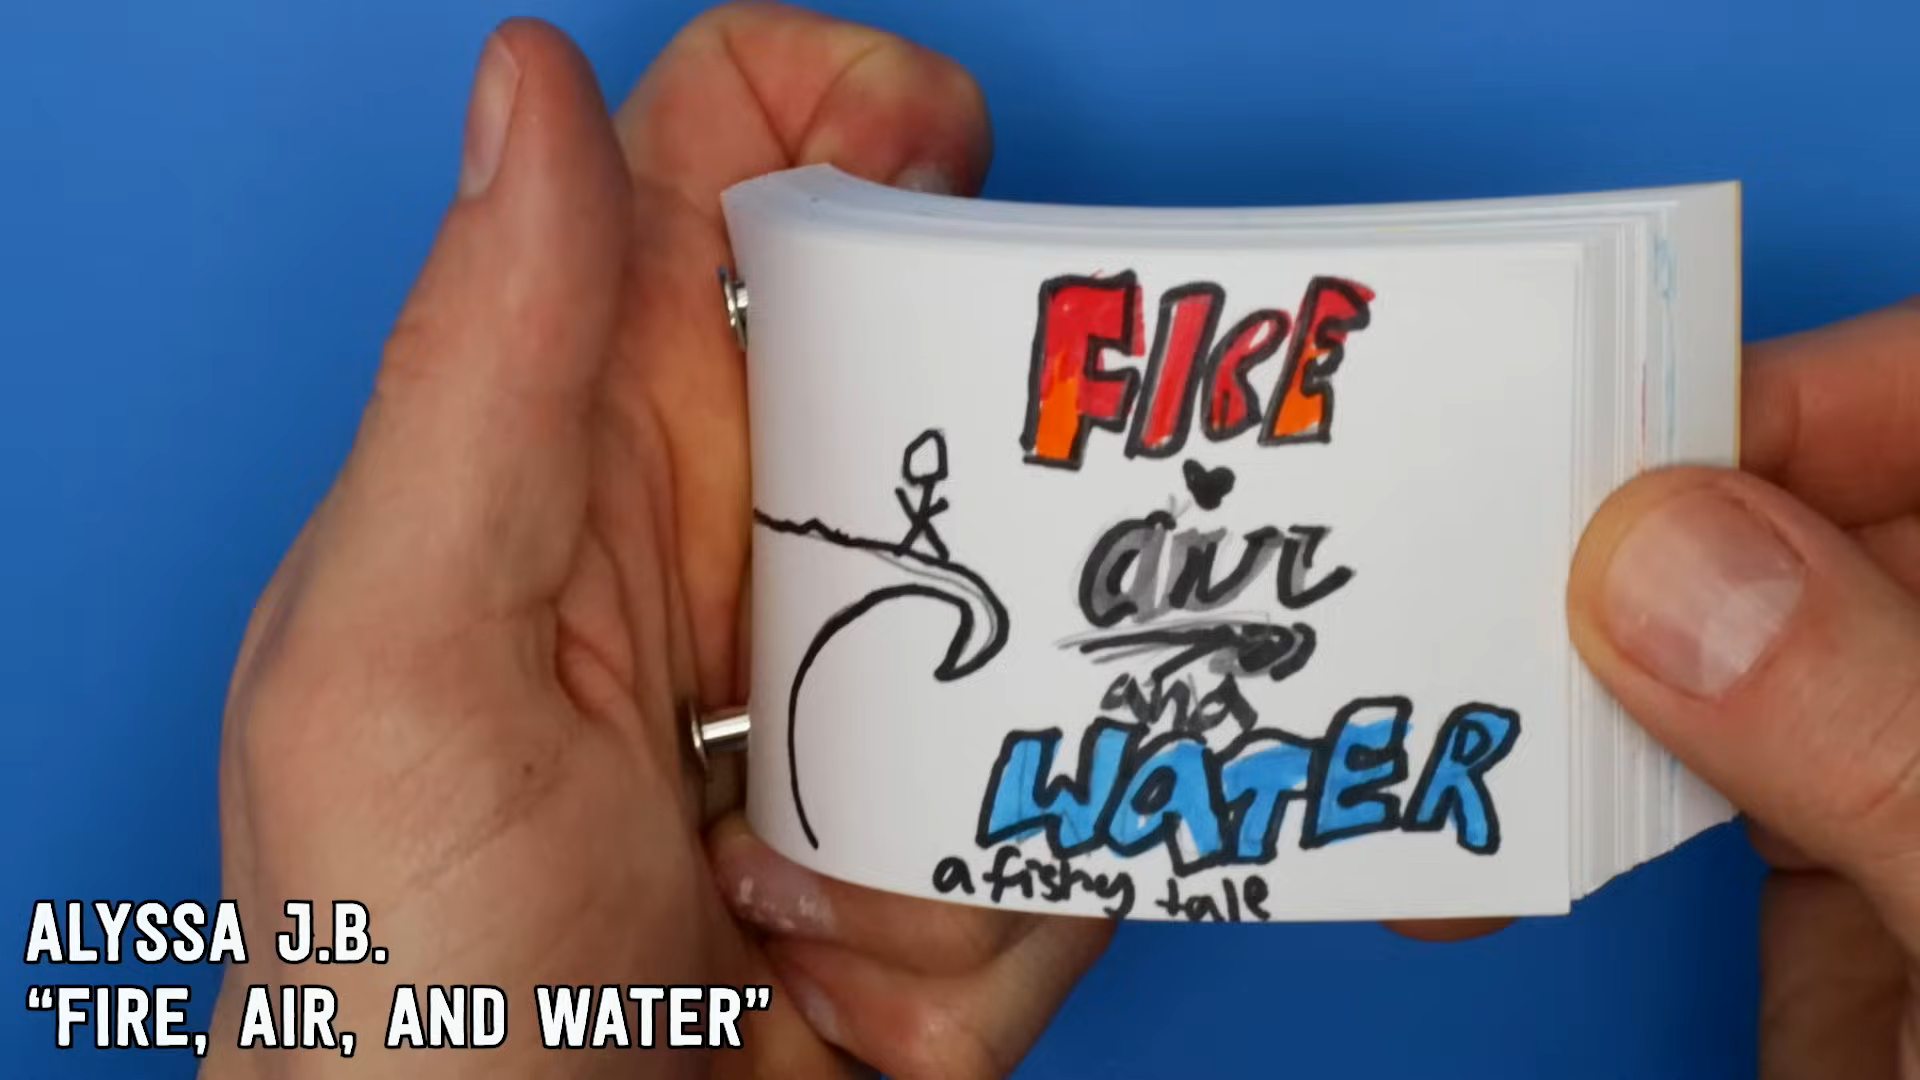 FIRE
air
and
WATER
a fishy tale
ALYSSA J.B.
“FIRE, AIR, AND WATER”